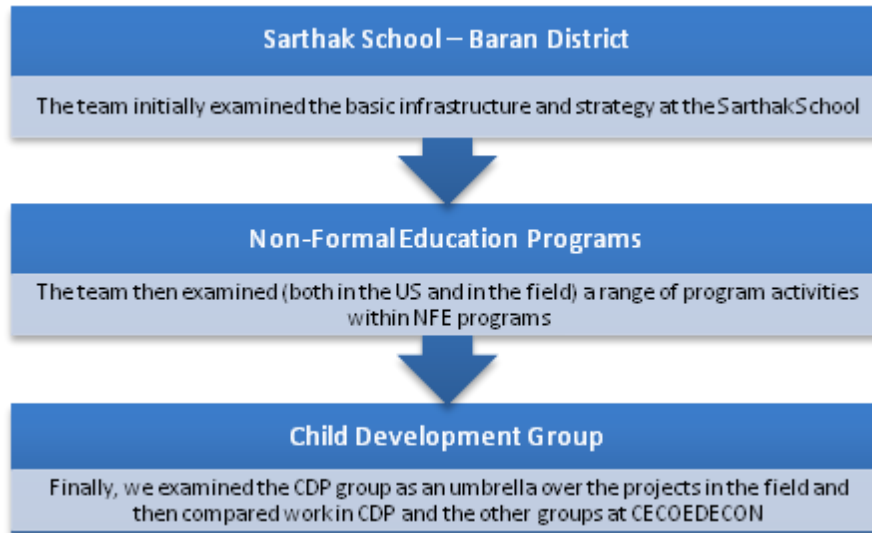 Sarthak School – Baran District
The team initially examined the basic infrastructure and strategy at the SarthakSchool
Non-Formal Education Programs
The team then examined (both in the US and in the field) a range of program activities
within NFE programs
Child Development Group
Finally, we examined the CDP group as an umbrella over the projects in the field and
then compared work in CDP and the other groups at CECOEDECON